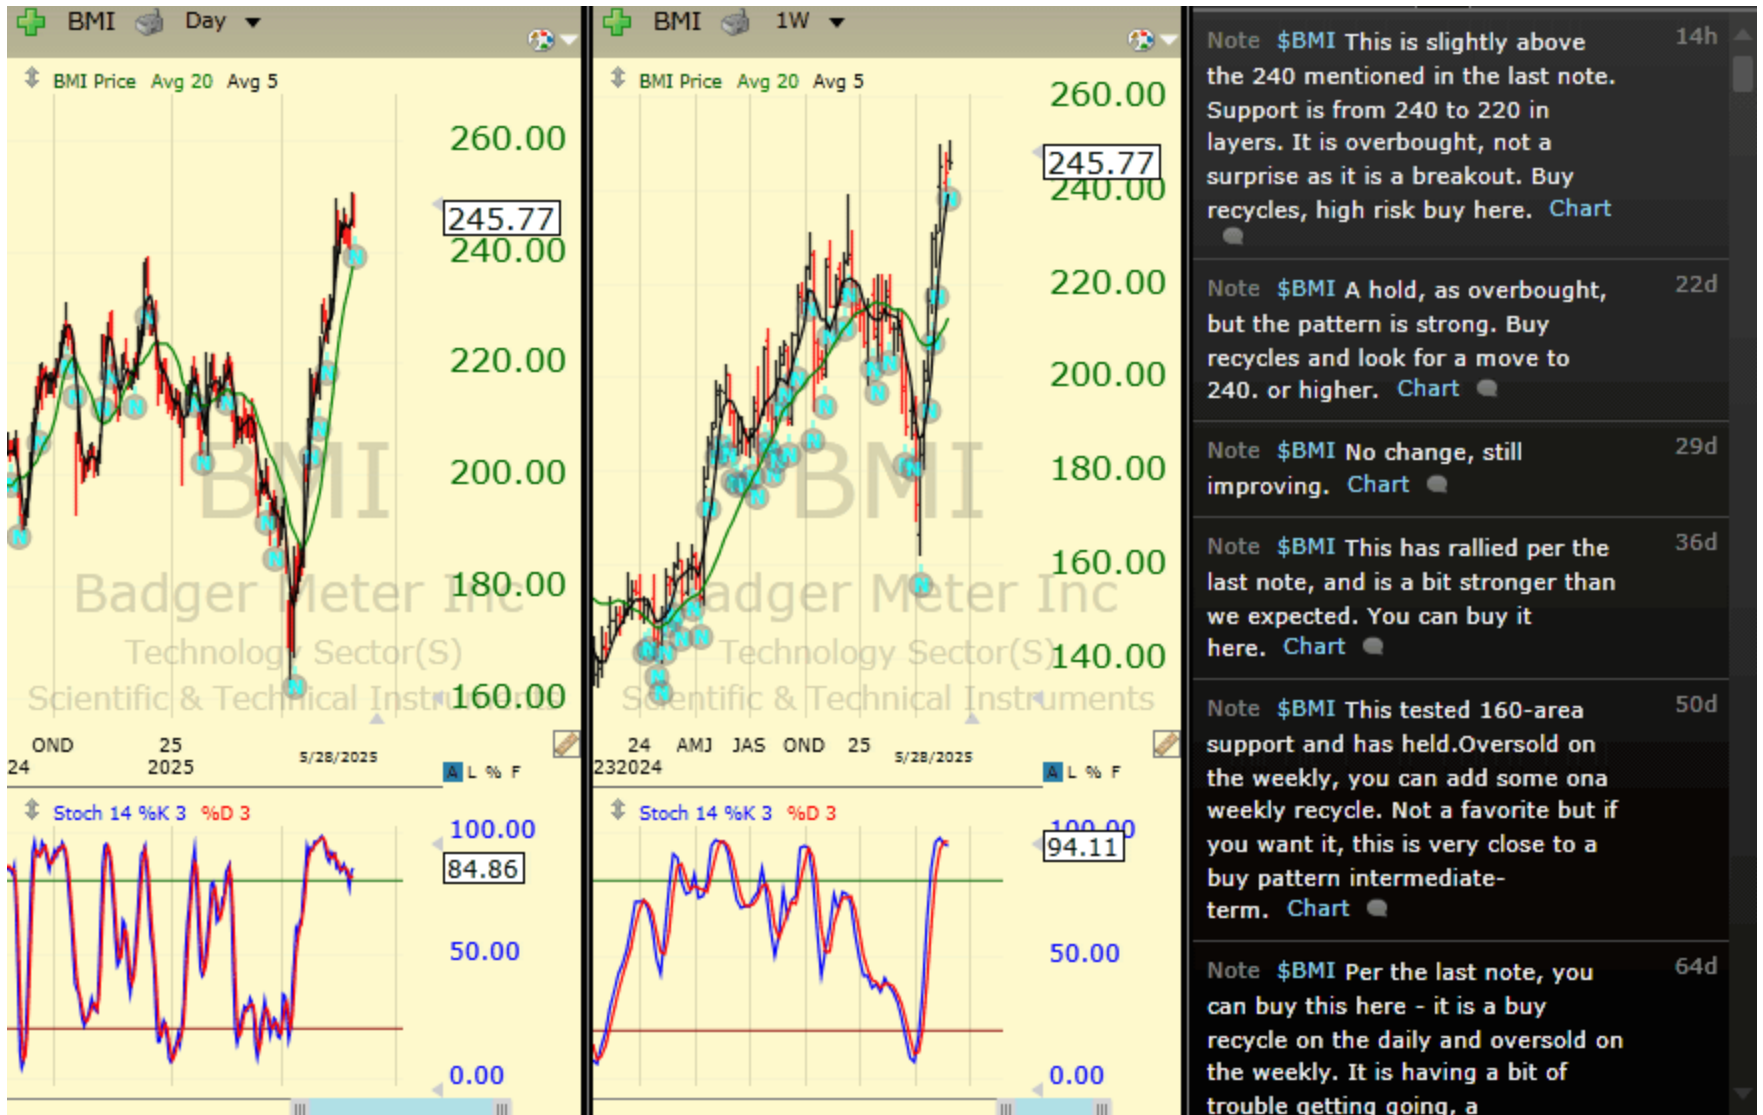 BMI Day
BMI Price Avg 20 Avg 5
260.00
245.77
240.00
220.00
200.00
180.00
160.00
BMI
Badger Meter Inc
Technology Sector(S)
Scientific & Technical Instruments
OND 25
24 2025 5/28/2025
A L % F
Stoch 14 %K 3 %D 3
100.00
84.86
50.00
0.00
BMI 1W
BMI Price Avg 20 Avg 5
260.00
245.77
240.00
220.00
200.00
180.00
160.00
140.00
BMI
Badger Meter Inc
Technology Sector(S)
Scientific & Technical Instruments
24 AMJ JAS OND 25
232024 5/28/2025
A L % F
Stoch 14 %K 3 %D 3
100.00
94.11
50.00
0.00
Note $BMI This is slightly above 14h
the 240 mentioned in the last note.
Support is from 240 to 220 in
layers. It is overbought, not a
surprise as it is a breakout. Buy
recycles, high risk buy here. Chart
Note $BMI A hold, as overbought, 22d
but the pattern is strong. Buy
recycles and look for a move to
240. or higher. Chart
Note $BMI No change, still 29d
improving. Chart
Note $BMI This has rallied per the 36d
last note, and is a bit stronger than
we expected. You can buy it
here. Chart
Note $BMI This tested 160-area 50d
support and has held.Oversold on
the weekly, you can add some ona
weekly recycle. Not a favorite but if
you want it, this is very close to a
buy pattern intermediate-
term. Chart
Note $BMI Per the last note, you 64d
can buy this here - it is a buy
recycle on the daily and oversold on
the weekly. It is having a bit of
trouble getting going, a